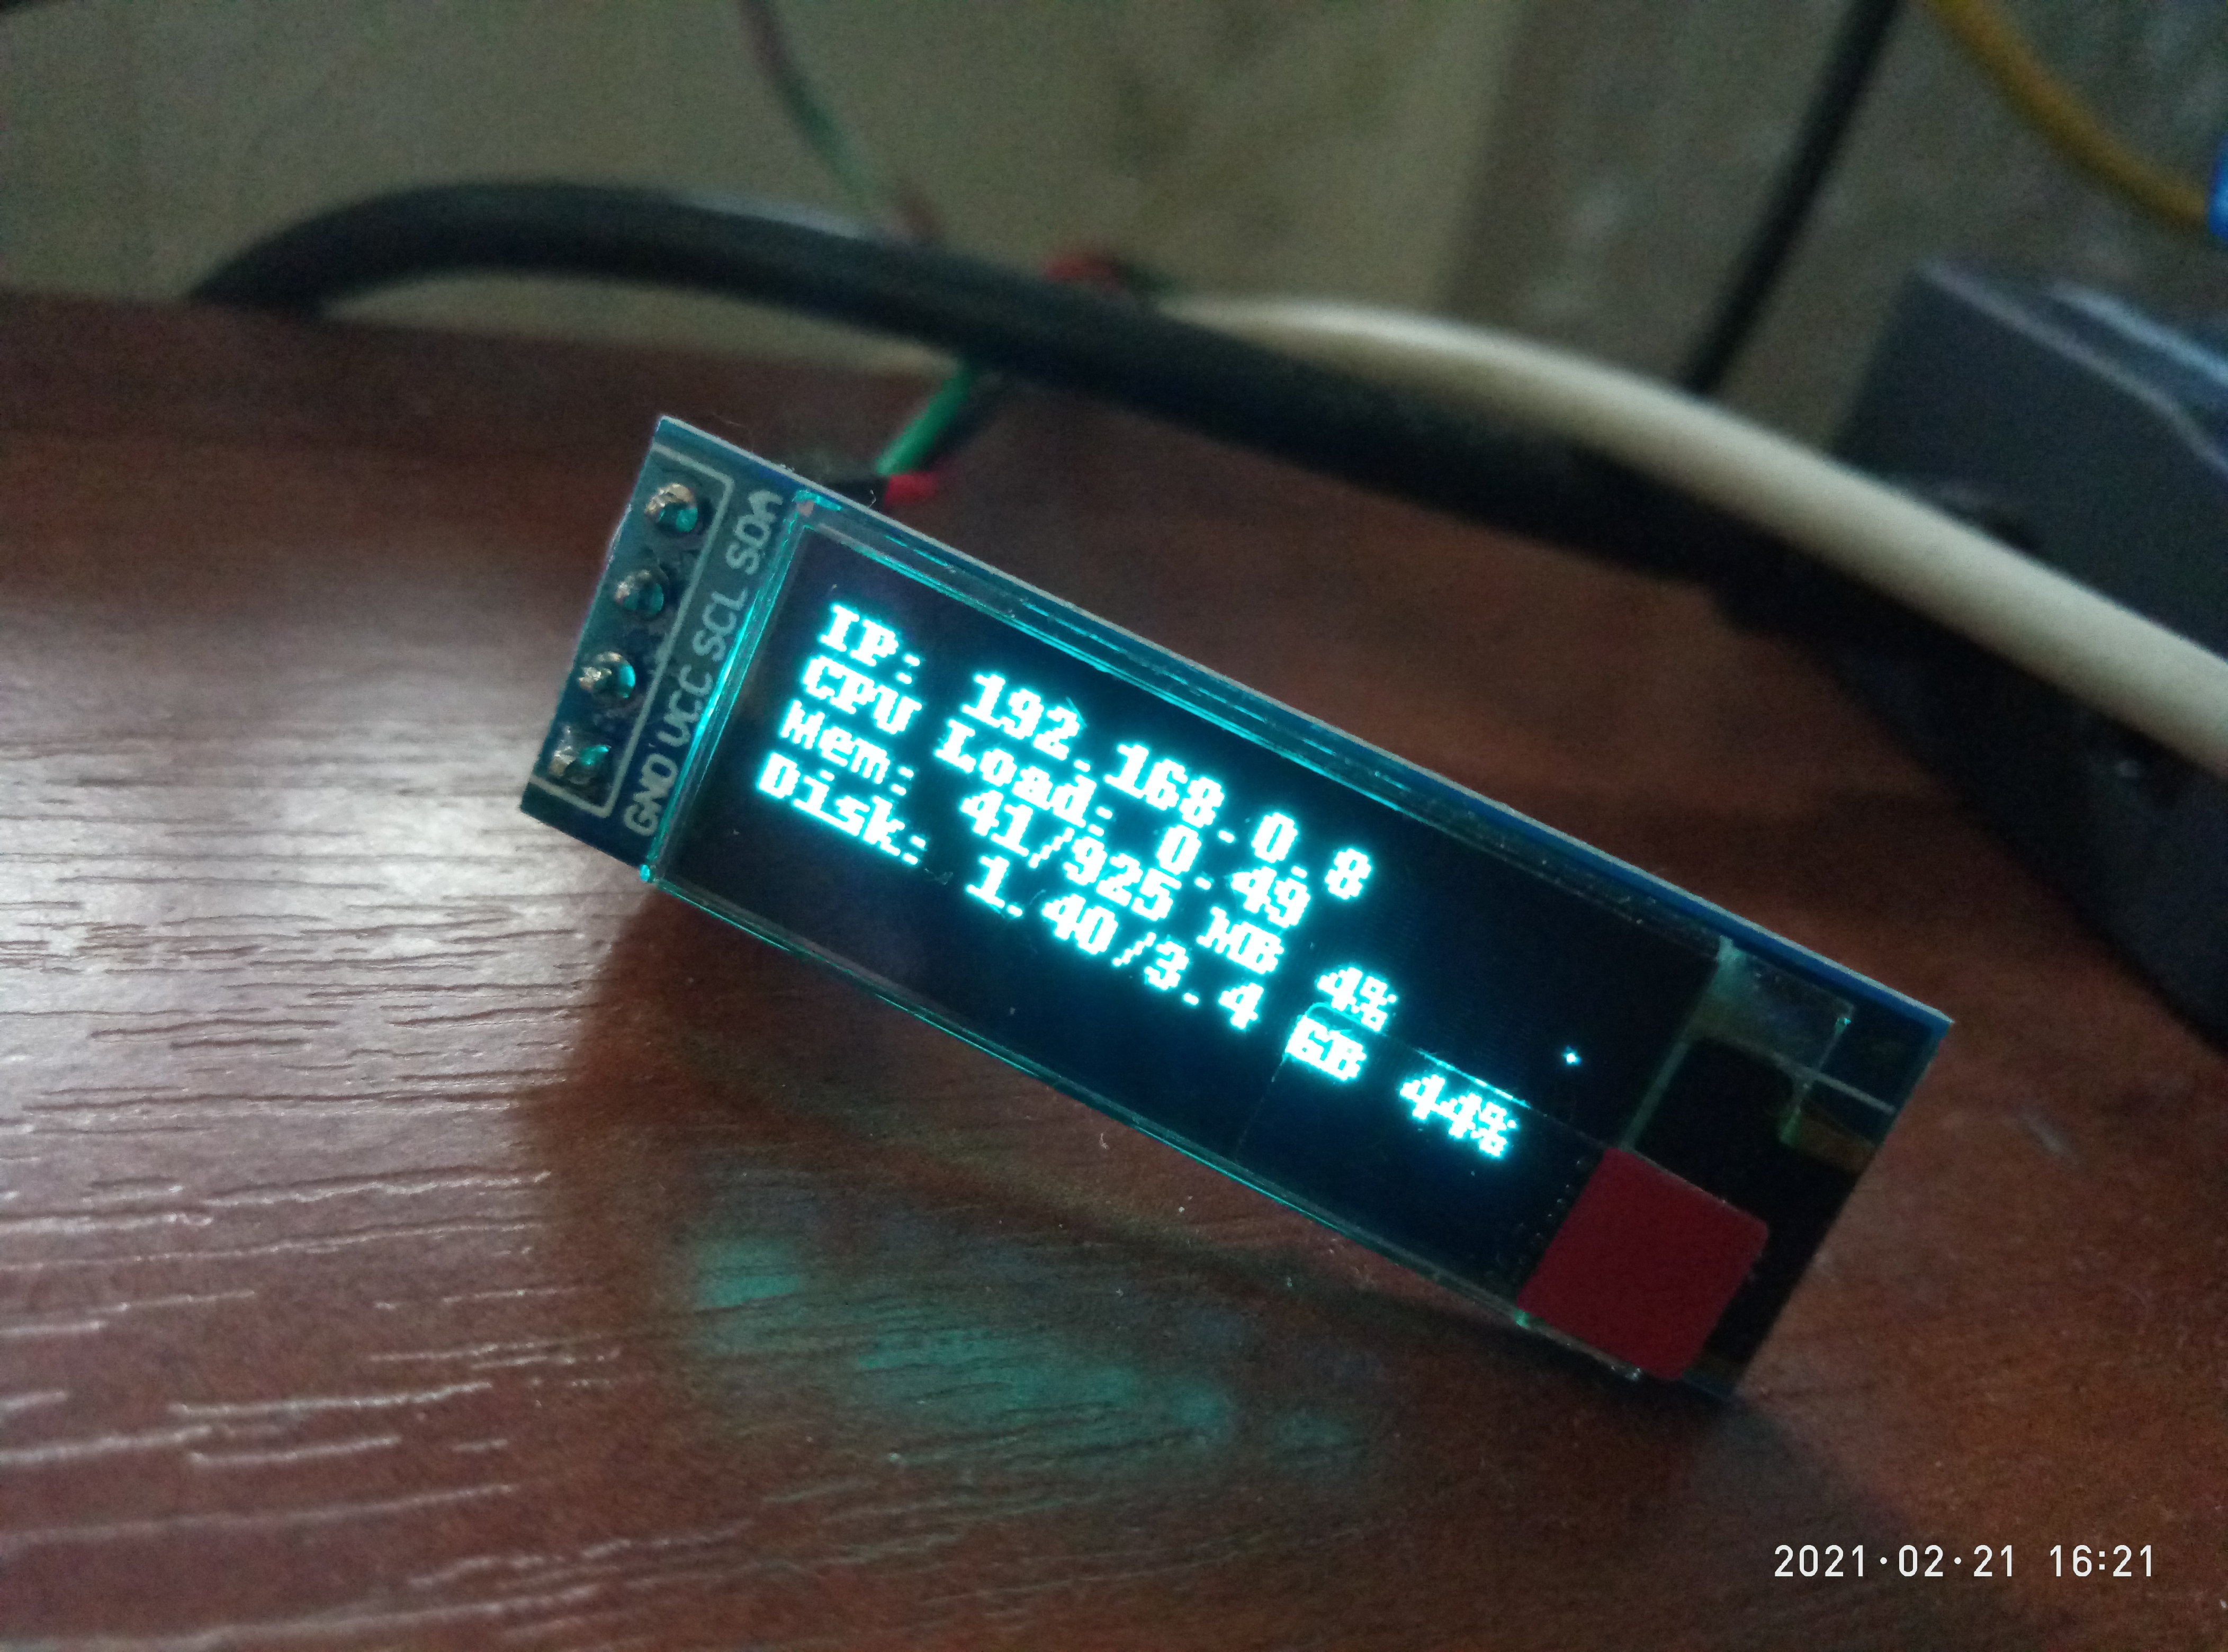 GND VCC SCL SDA
IP: 192.168.0.8
CPU Load: 0.49
Mem: 41/925 MB 4%
Disk: 1.40/3.4 GB 44%
2021·02·21 16:21